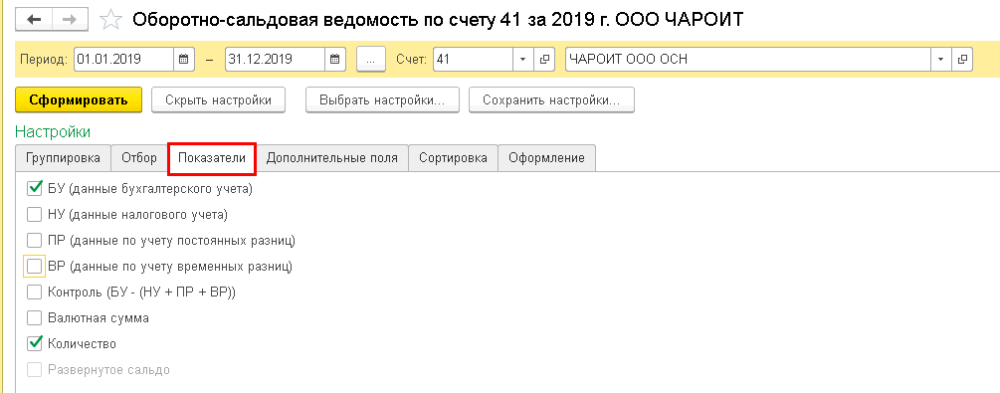 Оборотно-сальдовая ведомость по счету 41 за 2019 г. ООО ЧАРОИТ
Период: 01.01.2019 – 31.12.2019 ... Счет: 41 ЧАРОИТ ООО ОСН
Сформировать Скрыть настройки Выбрать настройки... Сохранить настройки...
Настройки
Группировка Отбор Показатели Дополнительные поля Сортировка Оформление
БУ (данные бухгалтерского учета)
НУ (данные налогового учета)
ПР (данные по учету постоянных разниц)
ВР (данные по учету временных разниц)
Контроль (БУ - (НУ + ПР + ВР))
Валютная сумма
Количество
Развернутое сальдо